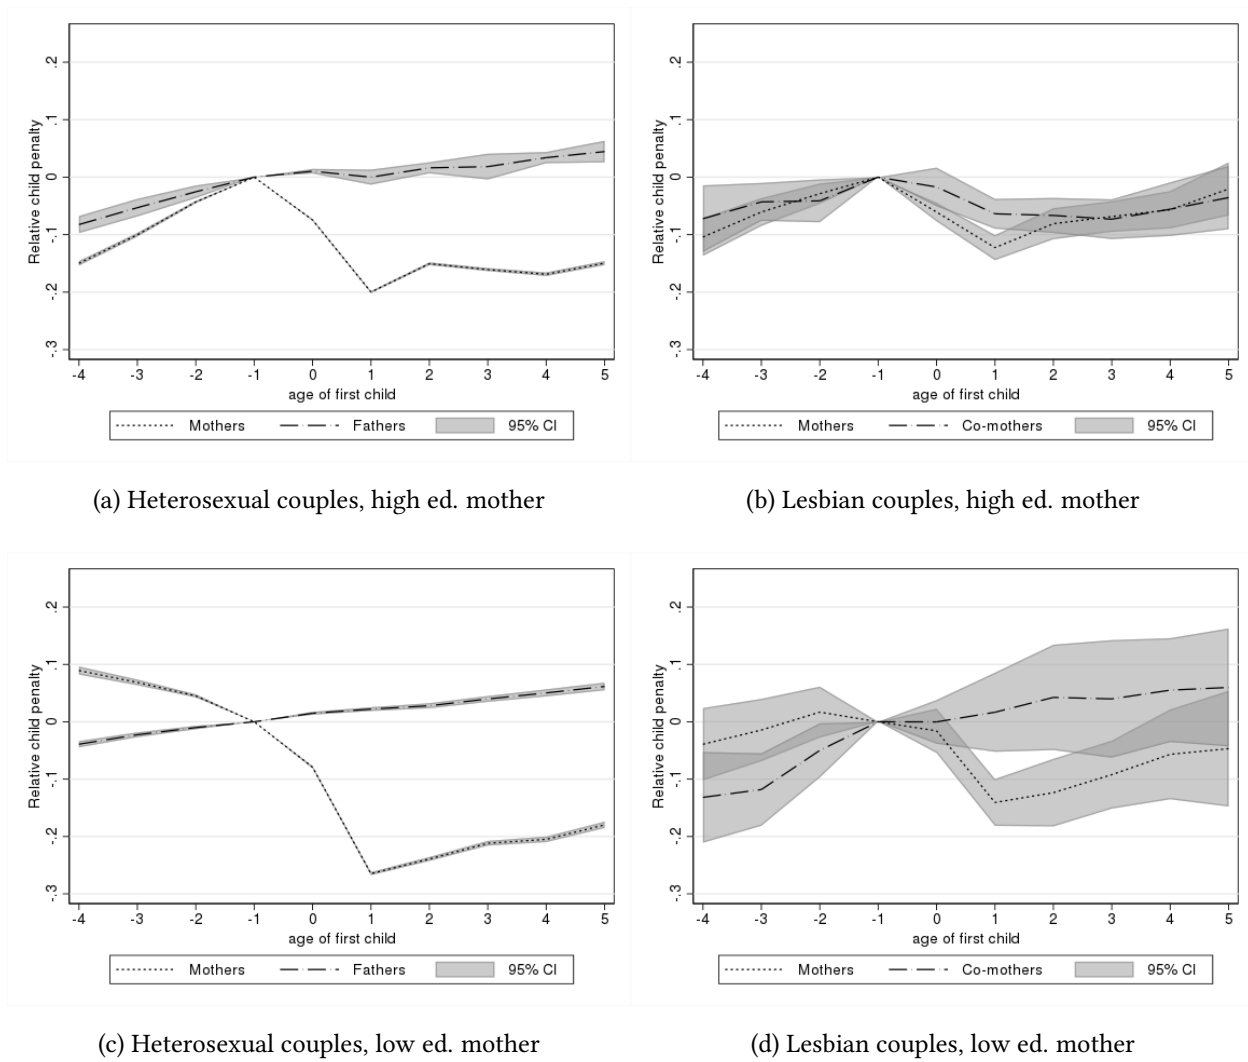 Relative child penalty
.2
.1
0
-.1
-.2
-.3
-4 -3 -2 -1 0 1 2 3 4 5
age of first child
Mothers Fathers 95% CI
(a) Heterosexual couples, high ed. mother
Relative child penalty
.2
.1
0
-.1
-.2
-.3
-4 -3 -2 -1 0 1 2 3 4 5
age of first child
Mothers Co-mothers 95% CI
(b) Lesbian couples, high ed. mother
Relative child penalty
.2
.1
0
-.1
-.2
-.3
-4 -3 -2 -1 0 1 2 3 4 5
age of first child
Mothers Fathers 95% CI
(c) Heterosexual couples, low ed. mother
Relative child penalty
.2
.1
0
-.1
-.2
-.3
-4 -3 -2 -1 0 1 2 3 4 5
age of first child
Mothers Co-mothers 95% CI
(d) Lesbian couples, low ed. mother